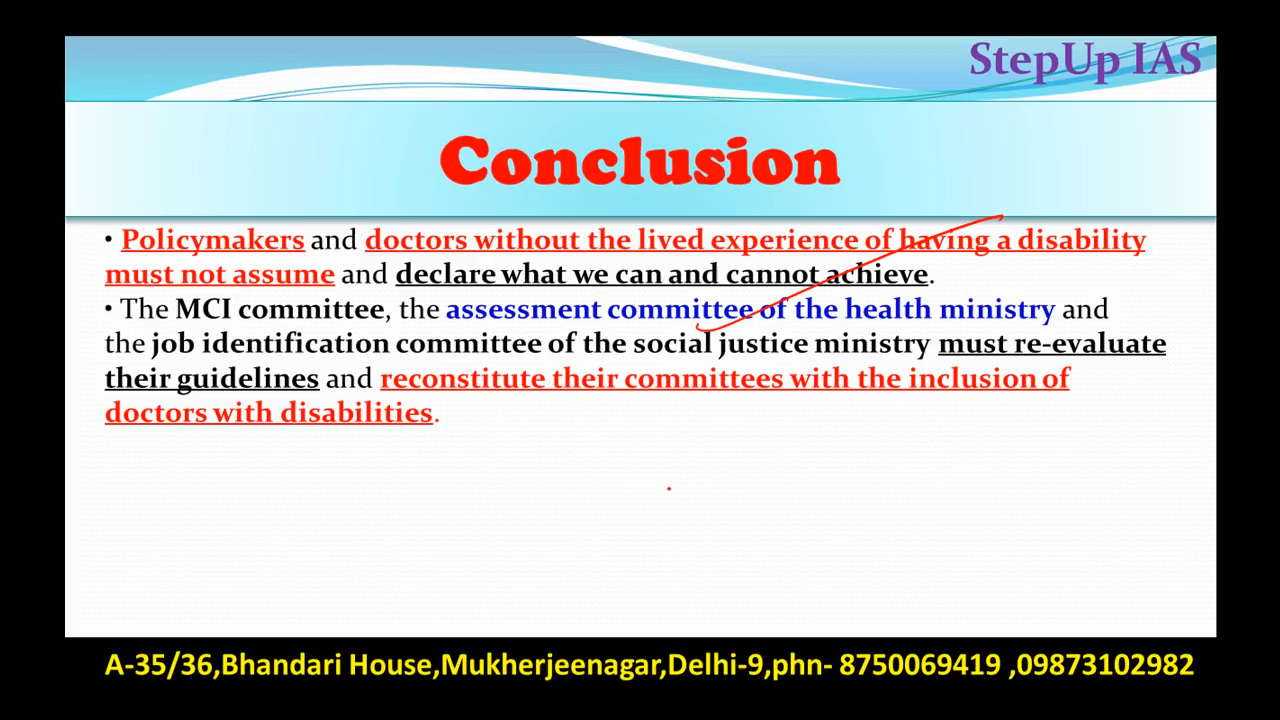 StepUp IAS
Conclusion
• Policymakers and doctors without the lived experience of having a disability
must not assume and declare what we can and cannot achieve.
• The MCI committee, the assessment committee of the health ministry and
the job identification committee of the social justice ministry must re-evaluate
their guidelines and reconstitute their committees with the inclusion of
doctors with disabilities.
A-35/36,Bhandari House,Mukherjeenagar,Delhi-9,phn- 8750069419 ,09873102982